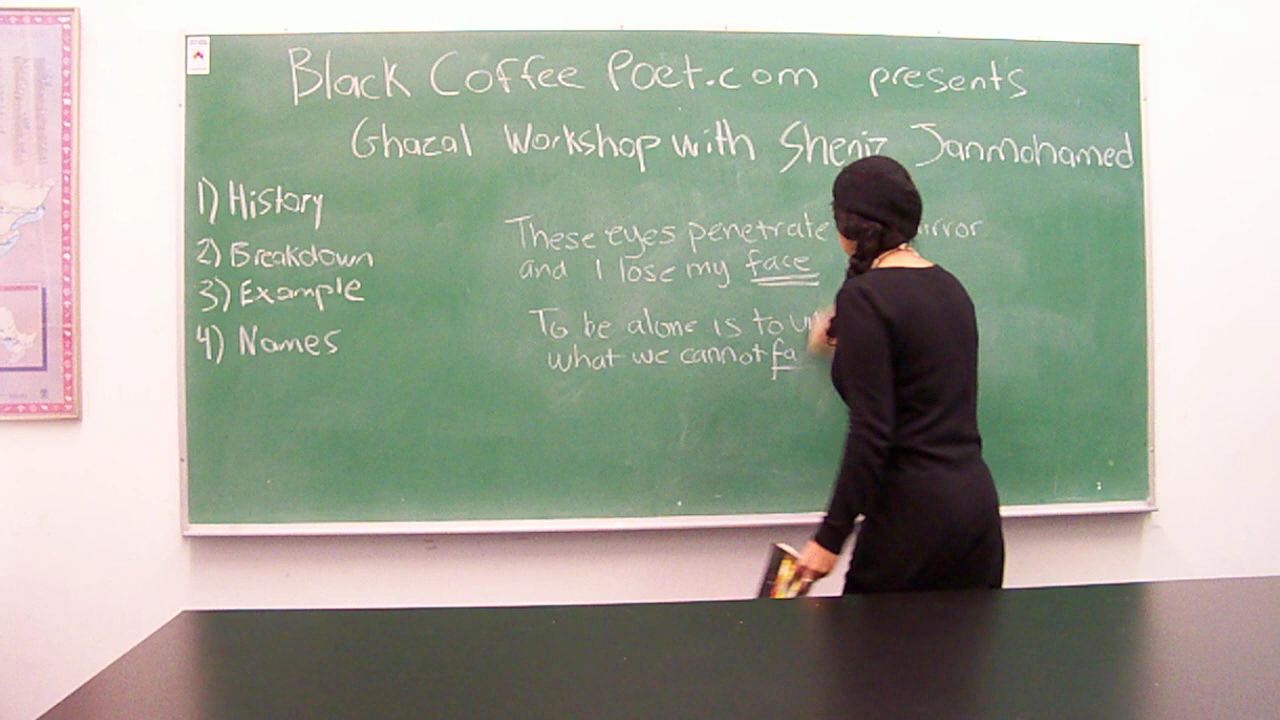 Black Coffee Poet.com presents
Ghazal Workshop with Sheniz Janmohamed
1) History
2) Breakdown
3) Example
4) Names
These eyes penetrate irror
and I lose my face
To be alone is to un
what we cannot fa